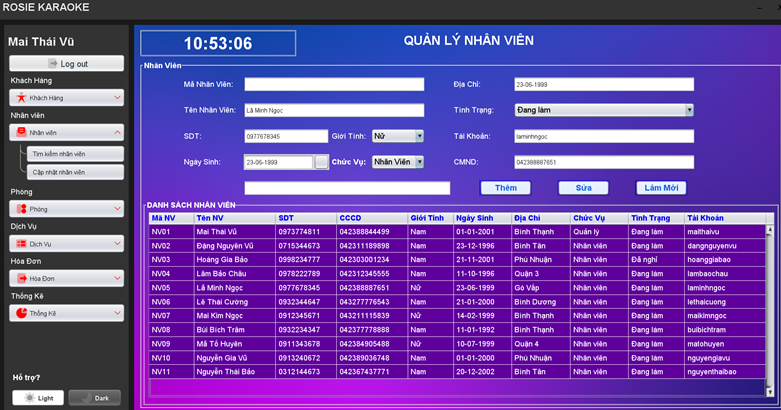 ROSIE KARAOKE
Mai Thái Vũ
Log out
Khách Hàng
Khách Hàng
Nhân viên
Nhân viên
Tìm kiếm nhân viên
Cập nhật nhân viên
Phòng
Phòng
Dịch Vụ
Dịch Vụ
Hóa Đơn
Hóa Đơn
Thống Kê
Thống Kê
Hỗ trợ?
Light
Dark
10:53:06
QUẢN LÝ NHÂN VIÊN
Nhân Viên
Mã Nhân Viên:
Địa Chỉ: 23-06-1999
Tên Nhân Viên: Lã Minh Ngọc
Tình Trạng: Đang làm
SDT: 0977678345 Giới Tính: Nữ
Tài Khoản: laminhngoc
Ngày Sinh: 23-06-1999 Chức Vụ: Nhân Viên
CMND: 042388887651
Thêm Sửa Làm Mới
DANH SÁCH NHÂN VIÊN
Mã NV Tên NV SDT CCCD Giới Tính Ngày Sinh Địa Chỉ Chức Vụ Tình Trạng Tài Khoản
NV01 Mai Thái Vũ 0973774811 042388844499 Nam 01-01-2001 Bình Thạnh Quản lý Đang làm maithaivu
NV02 Đặng Nguyên Vũ 0715344673 042311189898 Nam 23-12-1996 Bình Tân Nhân viên Đang làm dangnguyenvu
NV03 Hoàng Gia Bảo 0998234777 042303001234 Nam 21-11-2001 Phú Nhuận Nhân viên Đã nghỉ hoanggiabao
NV04 Lâm Bảo Châu 0978222789 042312345555 Nam 11-10-1996 Quận 3 Nhân viên Đang làm lambaochau
NV05 Lã Minh Ngọc 0977678345 042388887651 Nữ 23-06-1999 Gò Vấp Nhân viên Đang làm laminhngoc
NV06 Lê Thái Cường 0932344647 043277776543 Nam 21-01-2000 Bình Dương Nhân viên Đang làm lethaicuong
NV07 Mai Kim Ngọc 0912345671 043211115839 Nữ 14-02-1999 Bình Thạnh Nhân viên Đang làm maikimngoc
NV08 Bùi Bích Trâm 0932234347 042377778888 Nam 11-01-1992 Bình Thạnh Nhân viên Đang làm buibichtram
NV09 Mã Tố Huyên 0911343678 042384905488 Nữ 10-07-1999 Quận 4 Nhân viên Đang làm matohuyen
NV10 Nguyễn Gia Vũ 0913240672 042389036748 Nam 01-01-2000 Phú Nhuận Nhân viên Đang làm nguyengiavu
NV11 Nguyễn Thái Bảo 0312144673 042367437771 Nam 20-12-2002 Bình Tân Nhân viên Đang làm nguyenthaibao